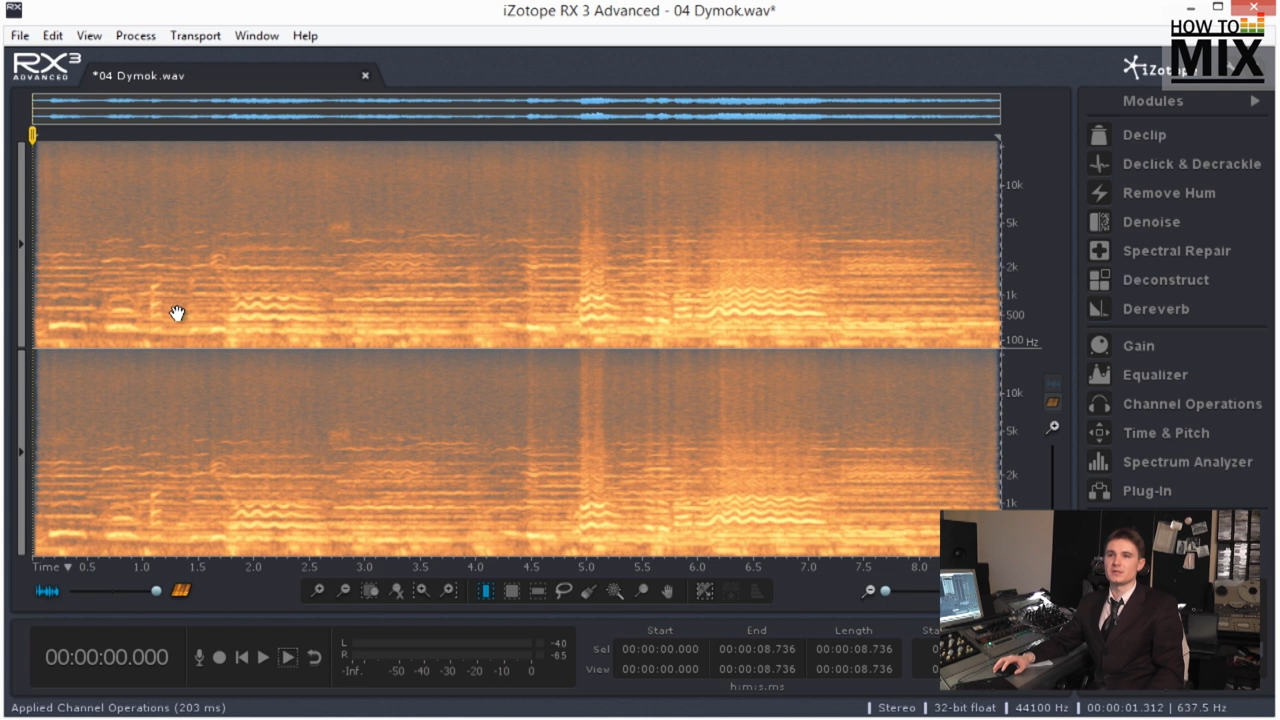 iZotope RX 3 Advanced - 04 Dymok.wav*
RX
File Edit View Process Transport Window Help
HOW TO
MIX
RX3
ADVANCED
*04 Dymok.wav
iZotope
Modules
Declip
Declick & Decrackle
Remove Hum
Denoise
Spectral Repair
Deconstruct
Dereverb
Gain
Equalizer
Channel Operations
Time & Pitch
Spectrum Analyzer
Plug-In
10k
5k
2k
1k
500
100 Hz
10k
5k
2k
1k
Time 0.5 1.0 1.5 2.0 2.5 3.0 3.5 4.0 4.5 5.0 5.5 6.0 6.5 7.0 7.5 8.0
00:00:00.000
L
R
-Inf. -50 -40 -30 -20 -10 0
-40
-65
Start End Length
Sel 00:00:00.000 00:00:08.736 00:00:08.736
View 00:00:00.000 00:00:08.736 00:00:08.736
h:m:s.ms
Applied Channel Operations (203 ms)
Stereo | 32-bit float | 44100 Hz | 00:00:01.312 | 637.5 Hz